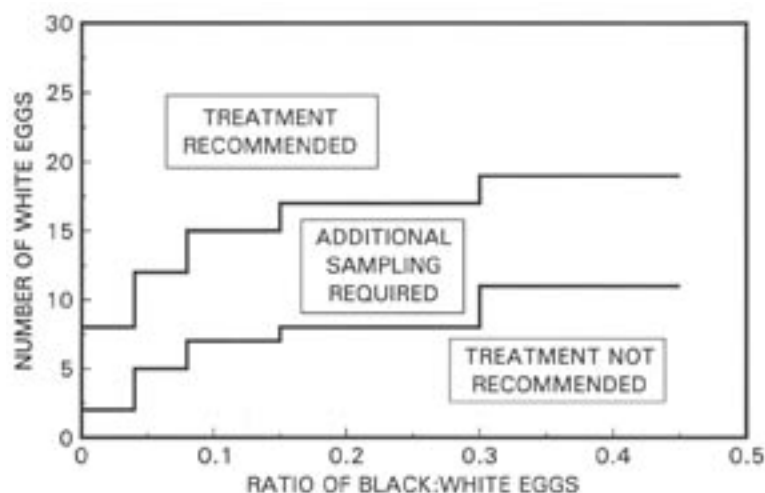 30
25
20
15
10
5
0
NUMBER OF WHITE EGGS
TREATMENT
RECOMMENDED
ADDITIONAL
SAMPLING
REQUIRED
TREATMENT NOT
RECOMMENDED
0 0.1 0.2 0.3 0.4 0.5
RATIO OF BLACK:WHITE EGGS